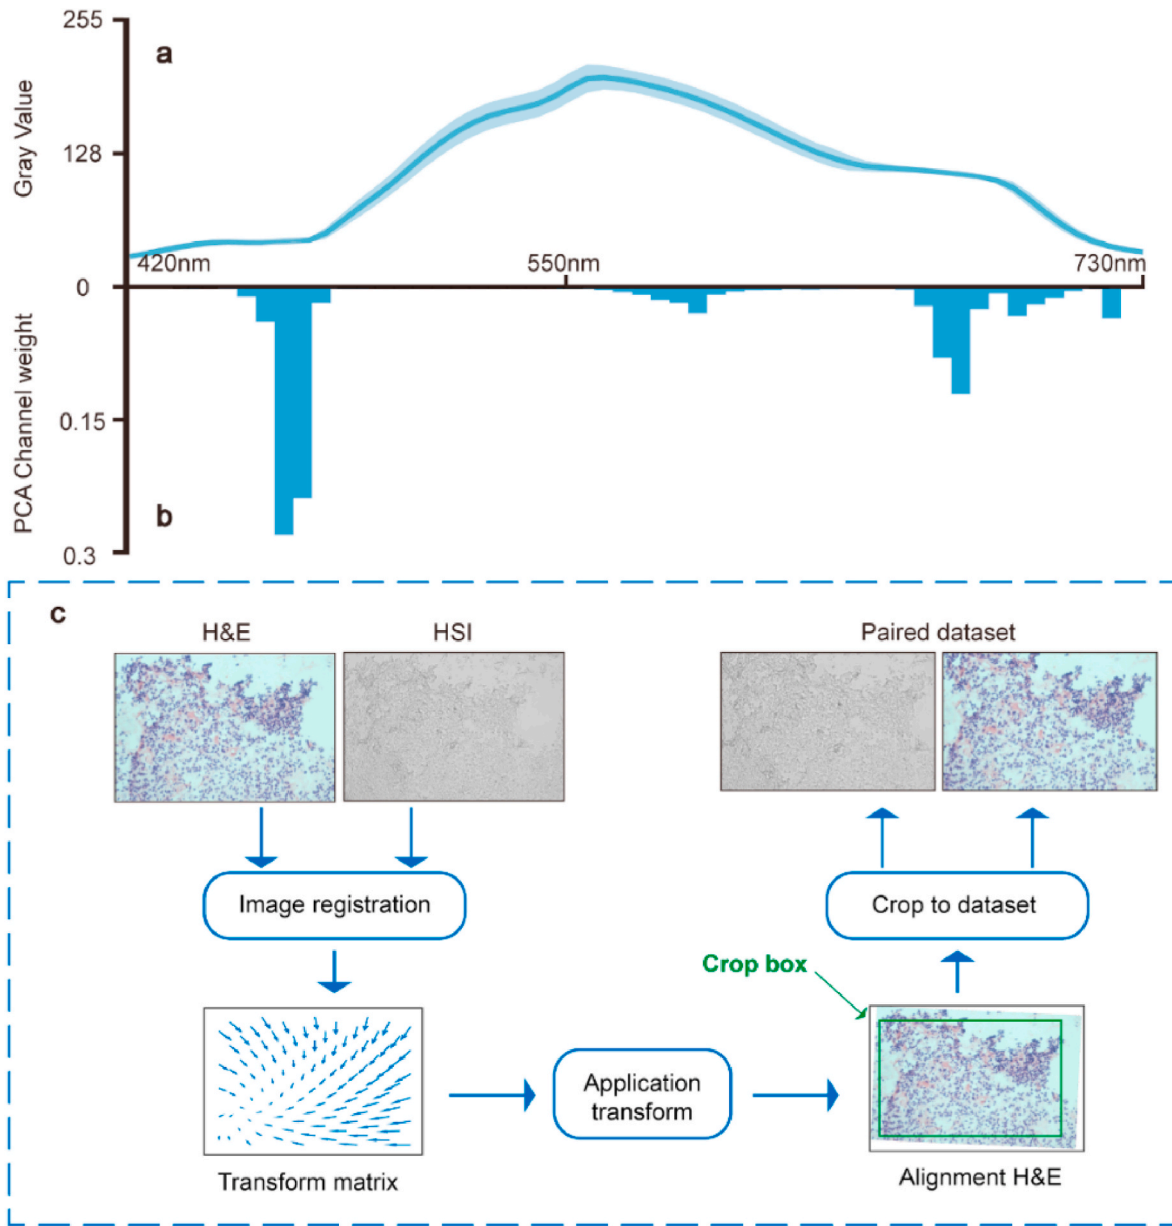 255
a
Gray Value
128
420nm
550nm
730nm
0
PCA Channel weight
0.15
b
0.3
c
H&E
HSI
Paired dataset
Image registration
Crop to dataset
Crop box
Application
transform
Transform matrix
Alignment H&E